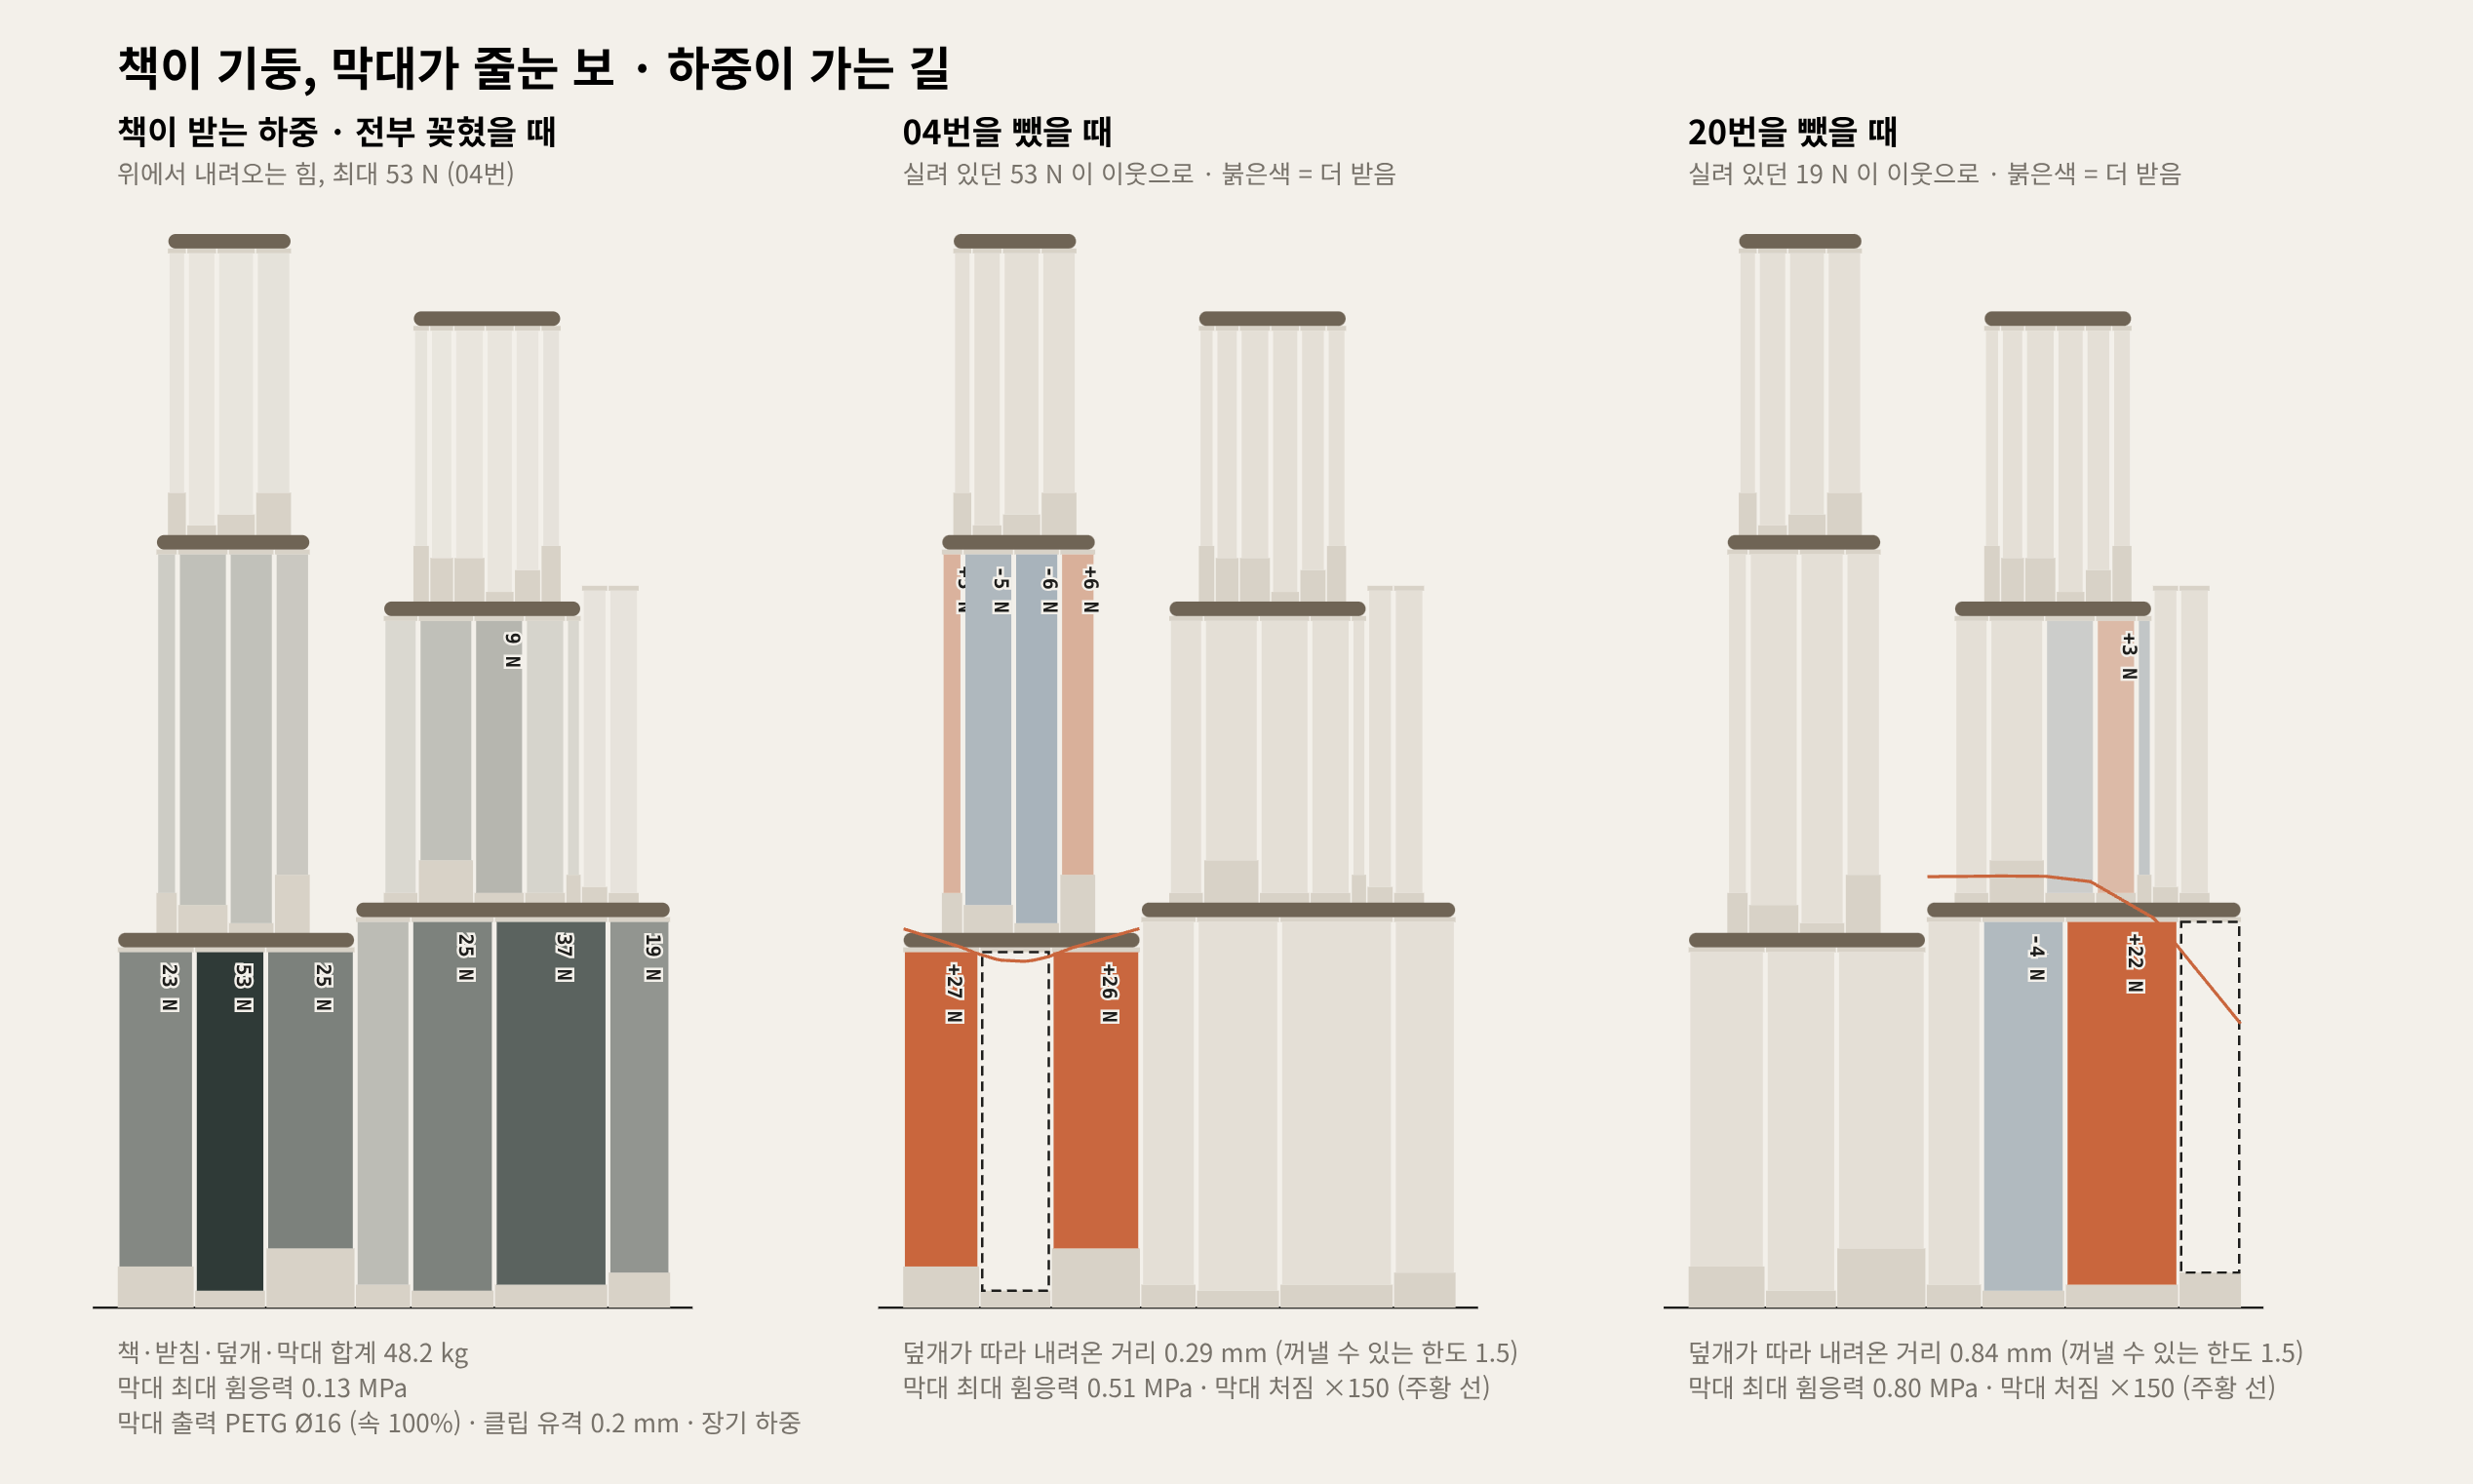 책이 기둥, 막대가 줄눈 보 · 하중이 가는 길
책이 받는 하중 · 전부 꽂혔을 때
위에서 내려오는 힘, 최대 53 N (04번)
9 N
23 N
53 N
25 N
25 N
37 N
19 N
책·받침·덮개·막대 합계 48.2 kg
막대 최대 휨응력 0.13 MPa
막대 출력 PETG Ø16 (속 100%) · 클립 유격 0.2 mm · 장기 하중
04번을 뺐을 때
실려 있던 53 N 이 이웃으로 · 붉은색 = 더 받음
-5 N
-6 N
+6 N
+27 N
+26 N
덮개가 따라 내려온 거리 0.29 mm (꺼낼 수 있는 한도 1.5)
막대 최대 휨응력 0.51 MPa · 막대 처짐 ×150 (주황 선)
20번을 뺐을 때
실려 있던 19 N 이 이웃으로 · 붉은색 = 더 받음
+3 N
-4 N
+22 N
덮개가 따라 내려온 거리 0.84 mm (꺼낼 수 있는 한도 1.5)
막대 최대 휨응력 0.80 MPa · 막대 처짐 ×150 (주황 선)